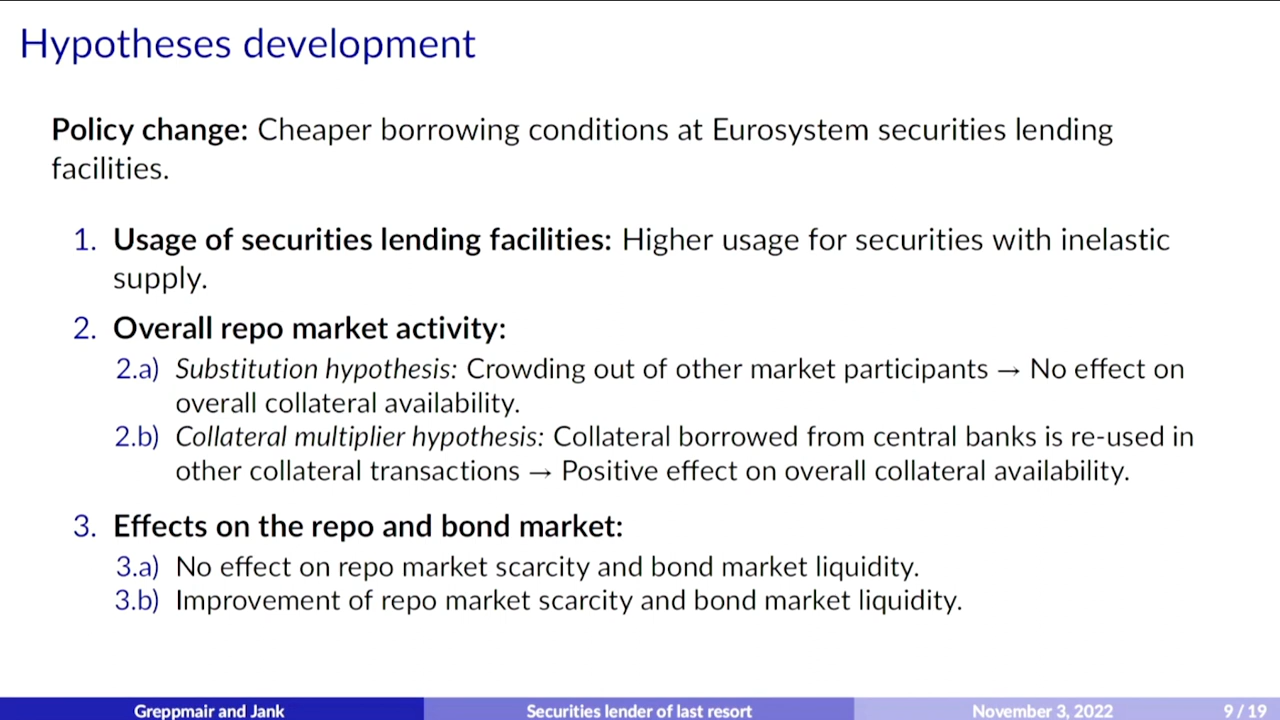 Hypotheses development
Policy change: Cheaper borrowing conditions at Eurosystem securities lending
facilities.
1. Usage of securities lending facilities: Higher usage for securities with inelastic
supply.
2. Overall repo market activity:
2.a) Substitution hypothesis: Crowding out of other market participants → No effect on
overall collateral availability.
2.b) Collateral multiplier hypothesis: Collateral borrowed from central banks is re-used in
other collateral transactions → Positive effect on overall collateral availability.
3. Effects on the repo and bond market:
3.a) No effect on repo market scarcity and bond market liquidity.
3.b) Improvement of repo market scarcity and bond market liquidity.
Greppmair and Jank Securities lender of last resort November 3, 2022 9 / 19